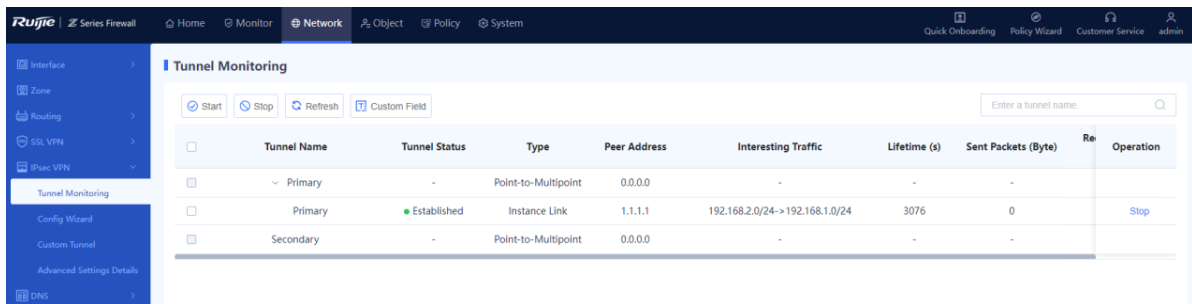 Ruijie | Z Series Firewall
Home
Monitor
Network
Object
Policy
System
Quick Onboarding
Policy Wizard
Customer Service
admin
Interface
Zone
Routing
SSL VPN
IPsec VPN
Tunnel Monitoring
Config Wizard
Custom Tunnel
Advanced Settings Details
DNS
Tunnel Monitoring
Start Stop Refresh Custom Field
Enter a tunnel name.
Tunnel Name Tunnel Status Type Peer Address Interesting Traffic Lifetime (s) Sent Packets (Byte) Re Operation
Primary - Point-to-Multipoint 0.0.0.0 - - -
Primary Established Instance Link 1.1.1.1 192.168.2.0/24->192.168.1.0/24 3076 0 Stop
Secondary - Point-to-Multipoint 0.0.0.0 - - -